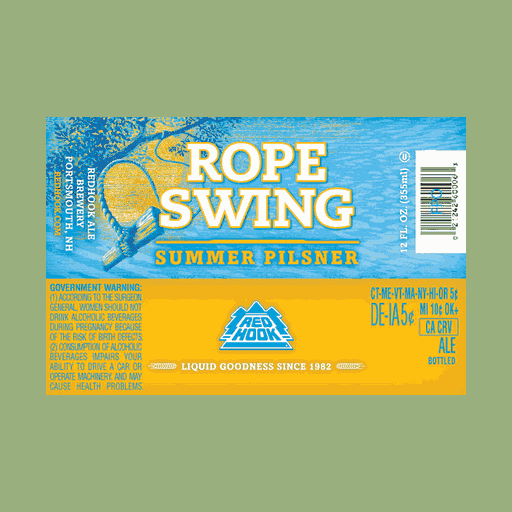 ROPE
SWING
SUMMER PILSNER
REDHOOK ALE
BREWERY
PORTSMOUTH, NH
REDHOOK.COM
12 FL. OZ. (355ml)
GOVERNMENT WARNING:
(1) ACCORDING TO THE SURGEON
GENERAL, WOMEN SHOULD NOT
DRINK ALCOHOLIC BEVERAGES
DURING PREGNANCY BECAUSE
OF THE RISK OF BIRTH DEFECTS.
(2) CONSUMPTION OF ALCOHOLIC
BEVERAGES IMPAIRS YOUR
ABILITY TO DRIVE A CAR OR
OPERATE MACHINERY, AND MAY
CAUSE HEALTH PROBLEMS.
RED
HOOK
LIQUID GOODNESS SINCE 1982
CT-ME-VT-MA-NY-HI-OR 5¢
DE-IA5¢ MI 10¢ OK+
CA CRV
ALE
BOTTLED